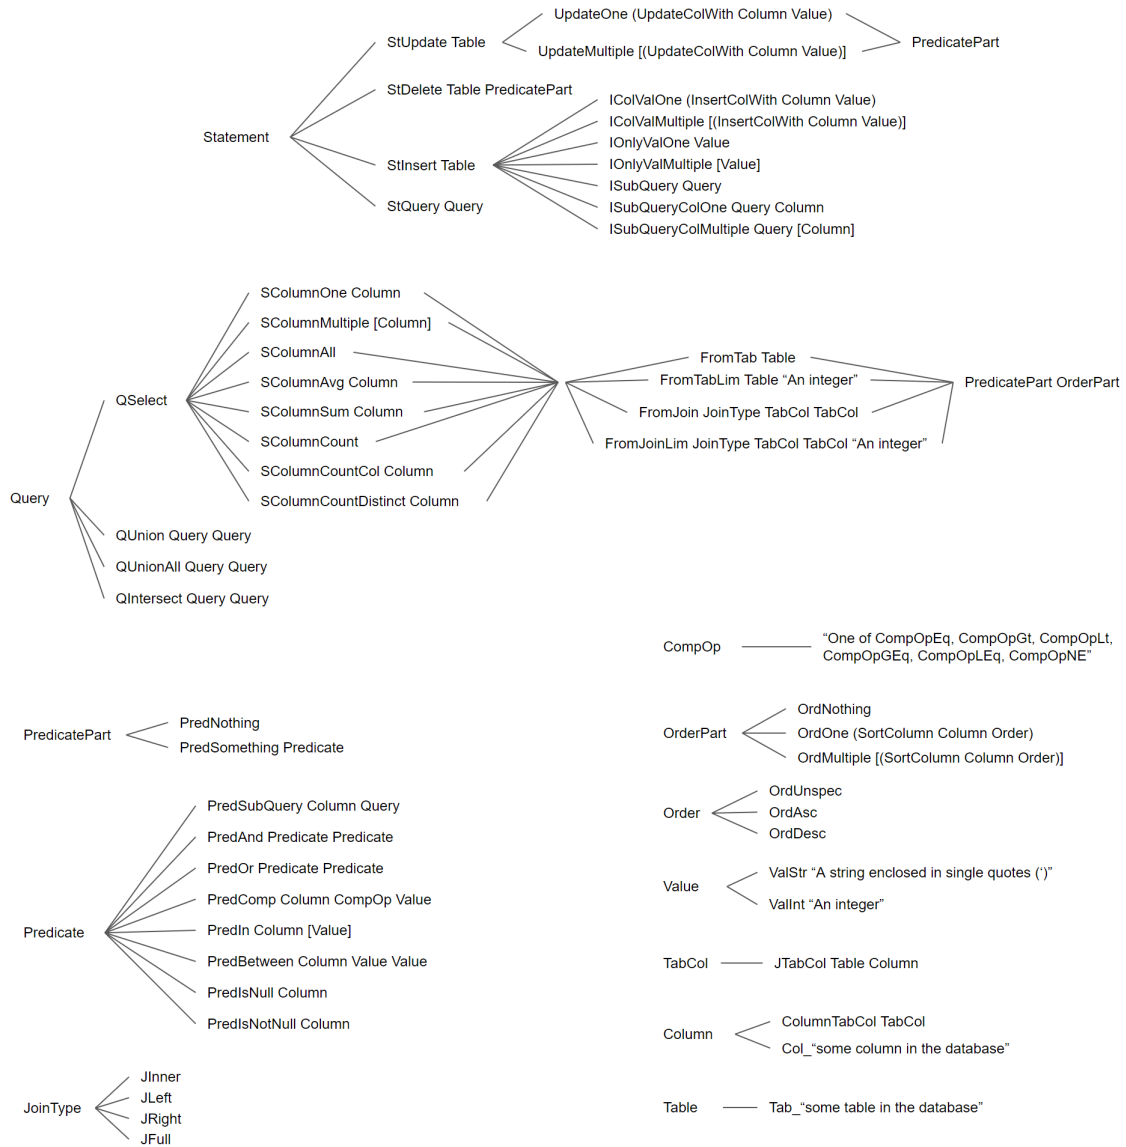 UpdateOne (UpdateColWith Column Value)
StUpdate Table
UpdateMultiple [(UpdateColWith Column Value)]
PredicatePart
StDelete Table PredicatePart
Statement
IColValOne (InsertColWith Column Value)
IColValMultiple [(InsertColWith Column Value)]
IOnlyValOne Value
StInsert Table
IOnlyValMultiple [Value]
ISubQuery Query
StQuery Query
ISubQueryColOne Query Column
ISubQueryColMultiple Query [Column]
SColumnOne Column
SColumnMultiple [Column]
SColumnAll
SColumnAvg Column
QSelect
SColumnSum Column
SColumnCount
SColumnCountCol Column
SColumnCountDistinct Column
FromTab Table
FromTabLim Table “An integer”
PredicatePart OrderPart
FromJoin JoinType TabCol TabCol
FromJoinLim JoinType TabCol TabCol “An integer”
Query
QUnion Query Query
QUnionAll Query Query
QIntersect Query Query
CompOp
“One of CompOpEq, CompOpGt, CompOpLt,
CompOpGEq, CompOpLEq, CompOpNE”
PredicatePart
PredNothing
PredSomething Predicate
OrderPart
OrdNothing
OrdOne (SortColumn Column Order)
OrdMultiple [(SortColumn Column Order)]
Predicate
PredSubQuery Column Query
PredAnd Predicate Predicate
PredOr Predicate Predicate
PredComp Column CompOp Value
PredIn Column [Value]
PredBetween Column Value Value
PredIsNull Column
PredIsNotNull Column
Order
OrdUnspec
OrdAsc
OrdDesc
Value
ValStr “A string enclosed in single quotes (‘)”
ValInt “An integer”
TabCol
JTabCol Table Column
Column
ColumnTabCol TabCol
Col_“some column in the database”
JoinType
JInner
JLeft
JRight
JFull
Table
Tab_“some table in the database”